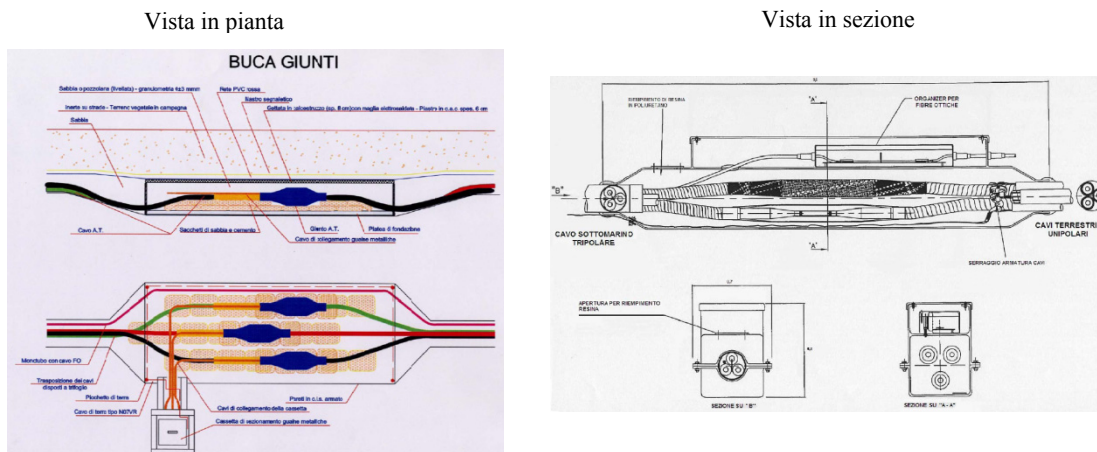 Vista in pianta
BUCA GIUNTI
Sabbia o pozzolana (livellata) - granulometria 4≤3 mm
Rete PVC rossa
Nastro segnaletico
Inerte su strade - Terreno vegetale in campagna
Gettata in calcestruzzo (sp. 8 cm) con maglia elettrosaldata - Plastra in c.a.c. spes. 6 cm
Sabbia
Cavo A.T.
Sacchetti di sabbia e cemento
Giunto A.T.
Platea di fondazione
Cavo di collegamento guaine metalliche
Monotubo con cavo FO
Trasposizione dei cavi
disposti a trifoglio
Picchetto di terra
Cavo di terra tipo N07VR
Cavi di collegamento della cassetta
Pareti in c.l.s. armato
Cassetta di sezionamento guaine metalliche
Vista in sezione
"A"
RIEMPIMENTO DI RESINA
IN POLIURETANO
ORGANIZER PER
FIBRE OTTICHE
"B"
CAVO SOTTOMARINO
TRIPOLARE
"A"
CAVI TERRESTRI
UNIPOLARI
SERRAGGIO ARMATURA CAVI
APERTURA PER RIEMPIMENTO
RESINA
SEZIONE SU "B"
SEZIONE SU "A-A"